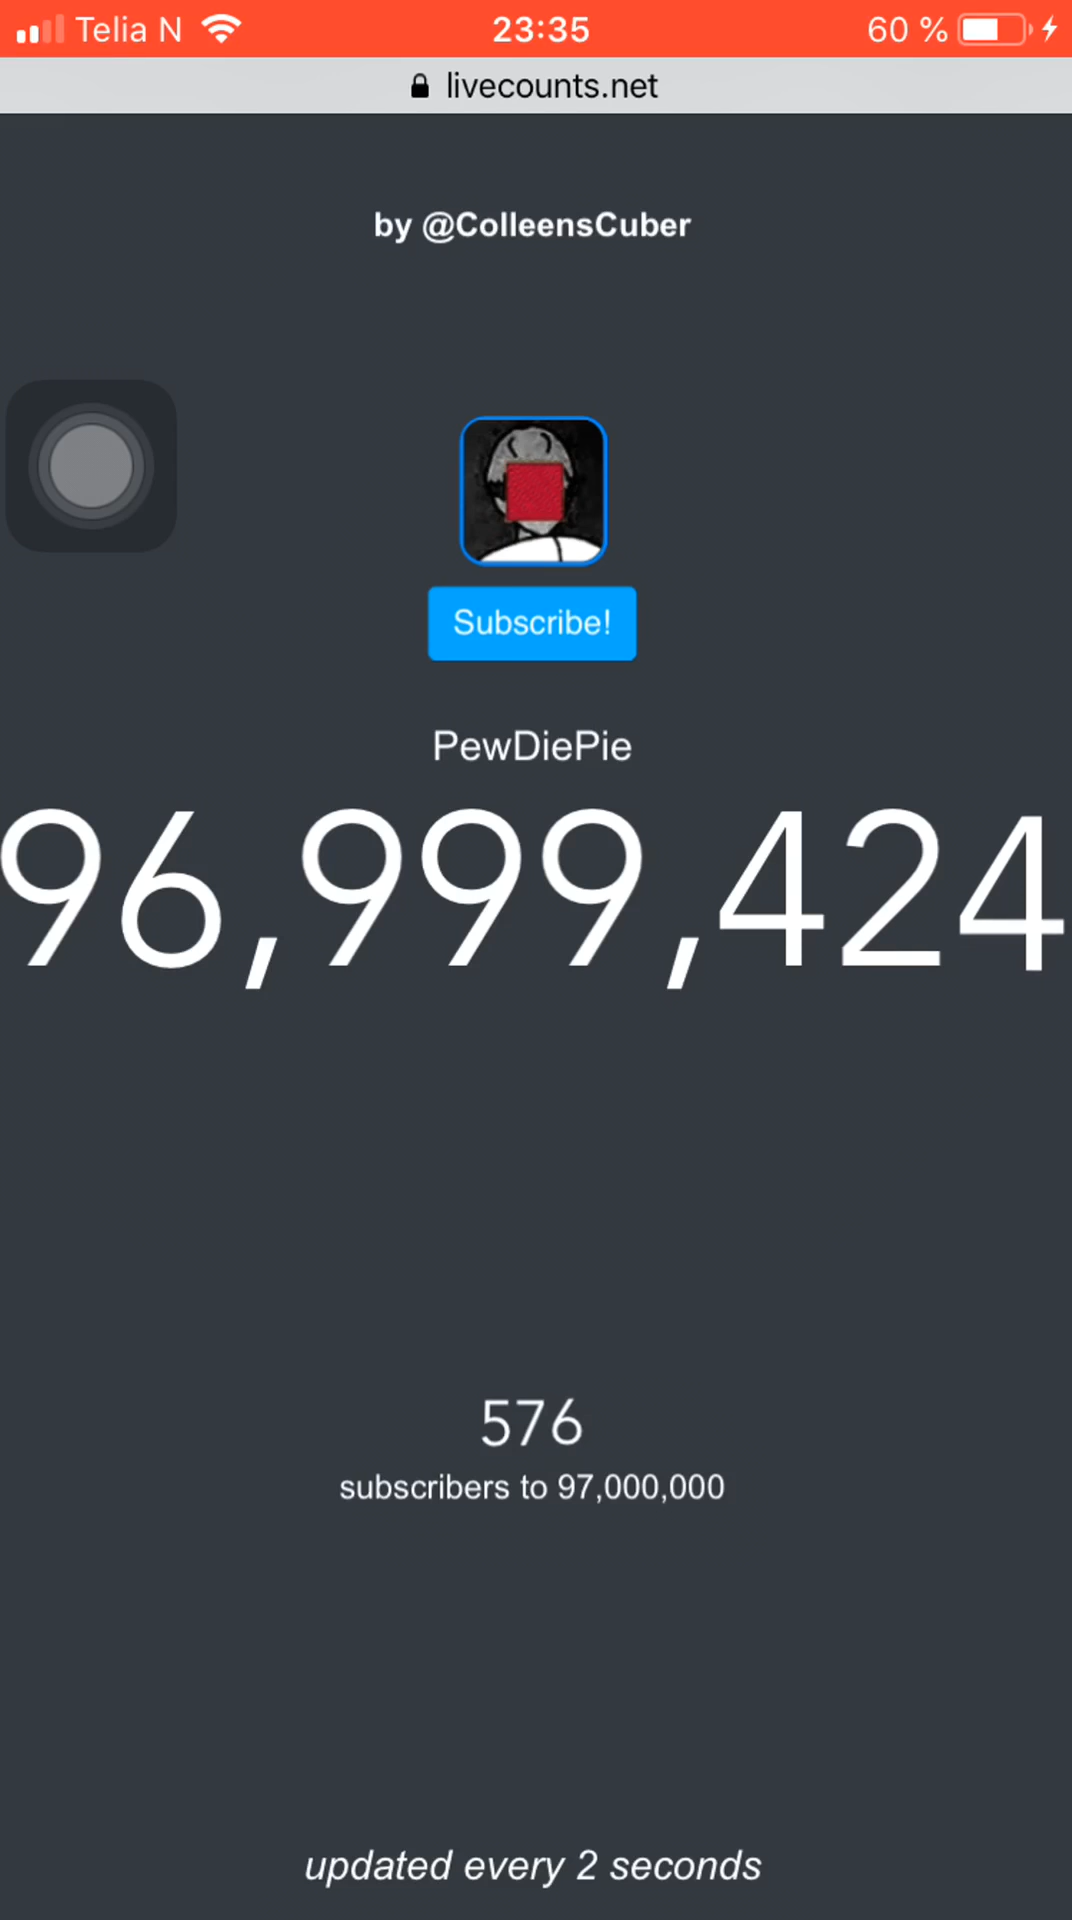 Telia N 23:35 60 %
livecounts.net
by @ColleensCuber
Subscribe!
PewDiePie
96,999,424
576
subscribers to 97,000,000
updated every 2 seconds